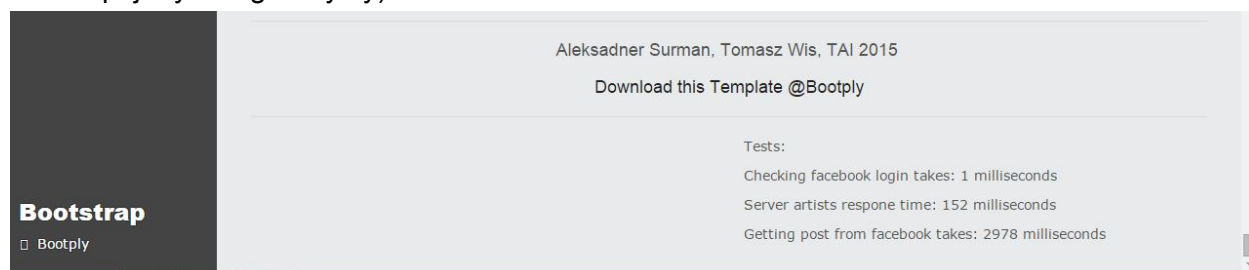 Aleksadner Surman, Tomasz Wis, TAI 2015
Download this Template @Bootply
Tests:
Checking facebook login takes: 1 milliseconds
Server artists respone time: 152 milliseconds
Getting post from facebook takes: 2978 milliseconds
Bootstrap
Bootply